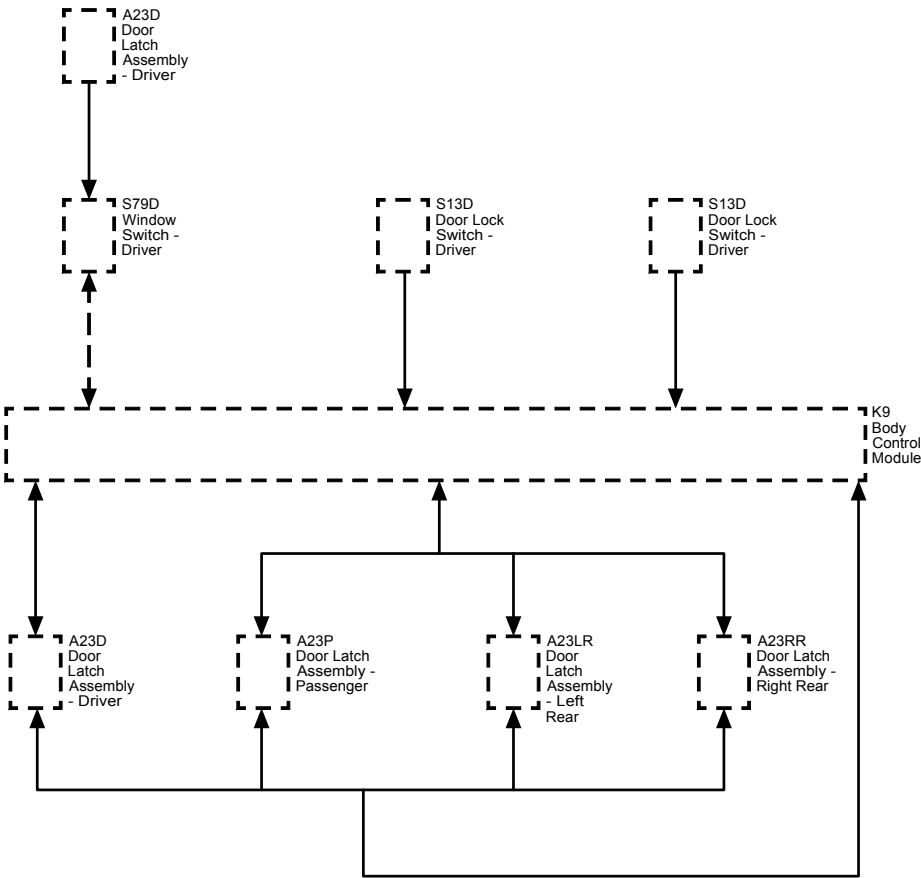 A23D
Door
Latch
Assembly
- Driver
S79D
Window
Switch -
Driver
S13D
Door Lock
Switch -
Driver
S13D
Door Lock
Switch -
Driver
K9
Body
Control
Module
A23D
Door
Latch
Assembly
- Driver
A23P
Door Latch
Assembly -
Passenger
A23LR
Door
Latch
Assembly
- Left
Rear
A23RR
Door Latch
Assembly -
Right Rear